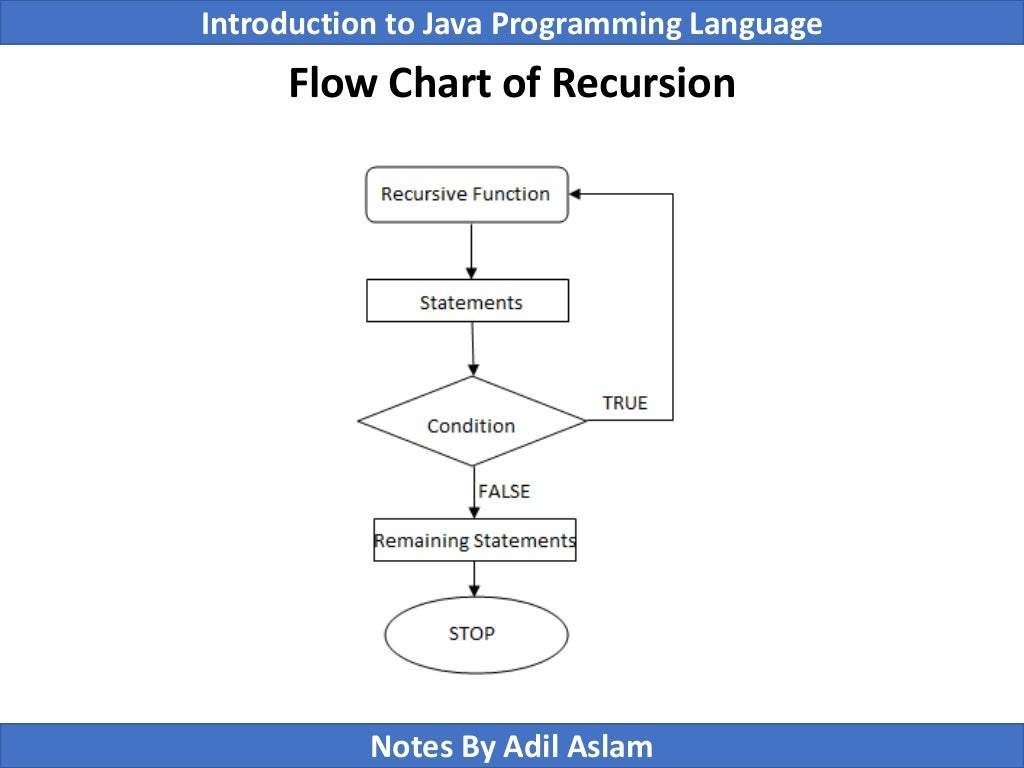 Introduction to Java Programming Language
Flow Chart of Recursion
Recursive Function
Statements
TRUE
Condition
FALSE
Remaining Statements
STOP
Notes By Adil Aslam